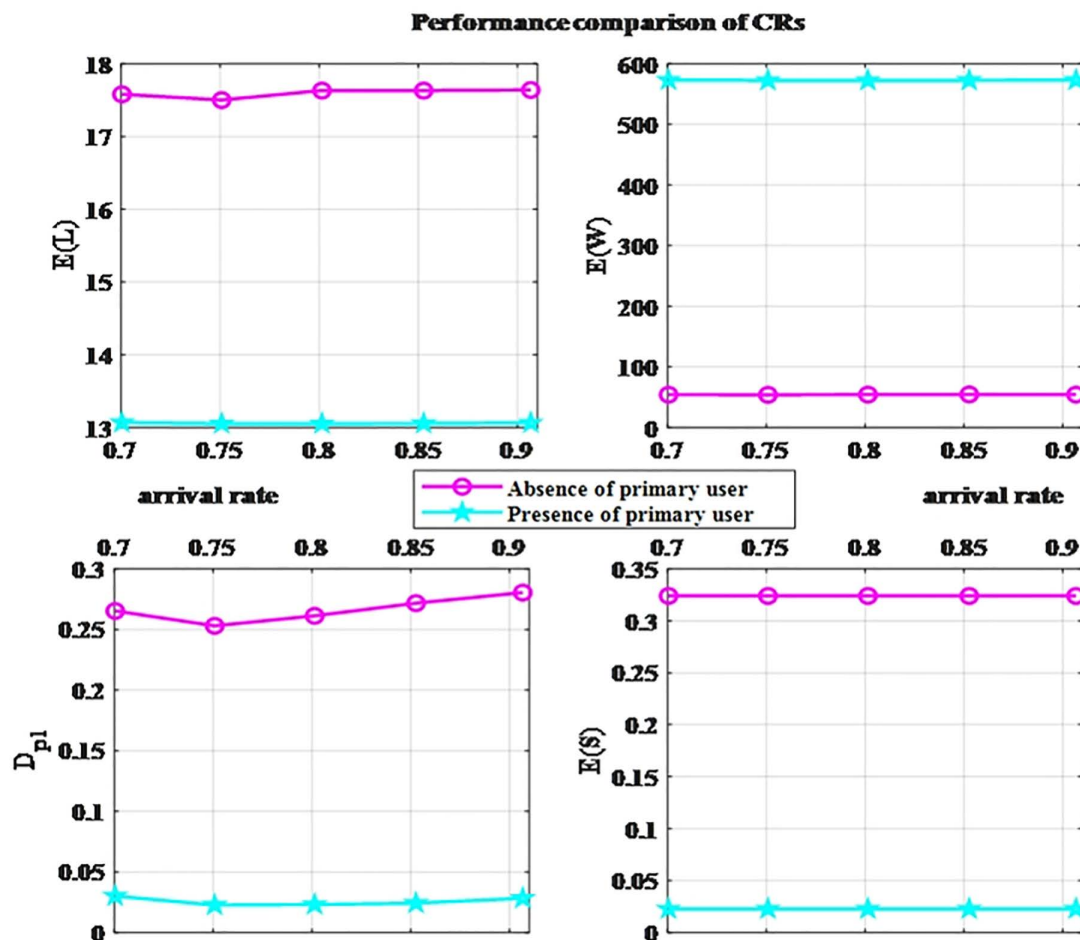 Performance comparison of CRs
18
17
16
15
14
13
E(L)
0.7 0.75 0.8 0.85 0.9
arrival rate
600
500
400
300
200
100
0
E(W)
0.7 0.75 0.8 0.85 0.9
arrival rate
Absence of primary user
Presence of primary user
0.7 0.75 0.8 0.85 0.9
0.3
0.25
0.2
0.15
0.1
0.05
0
D_pl
0.7 0.75 0.8 0.85 0.9
0.35
0.3
0.25
0.2
0.15
0.1
0.05
0
E(S)